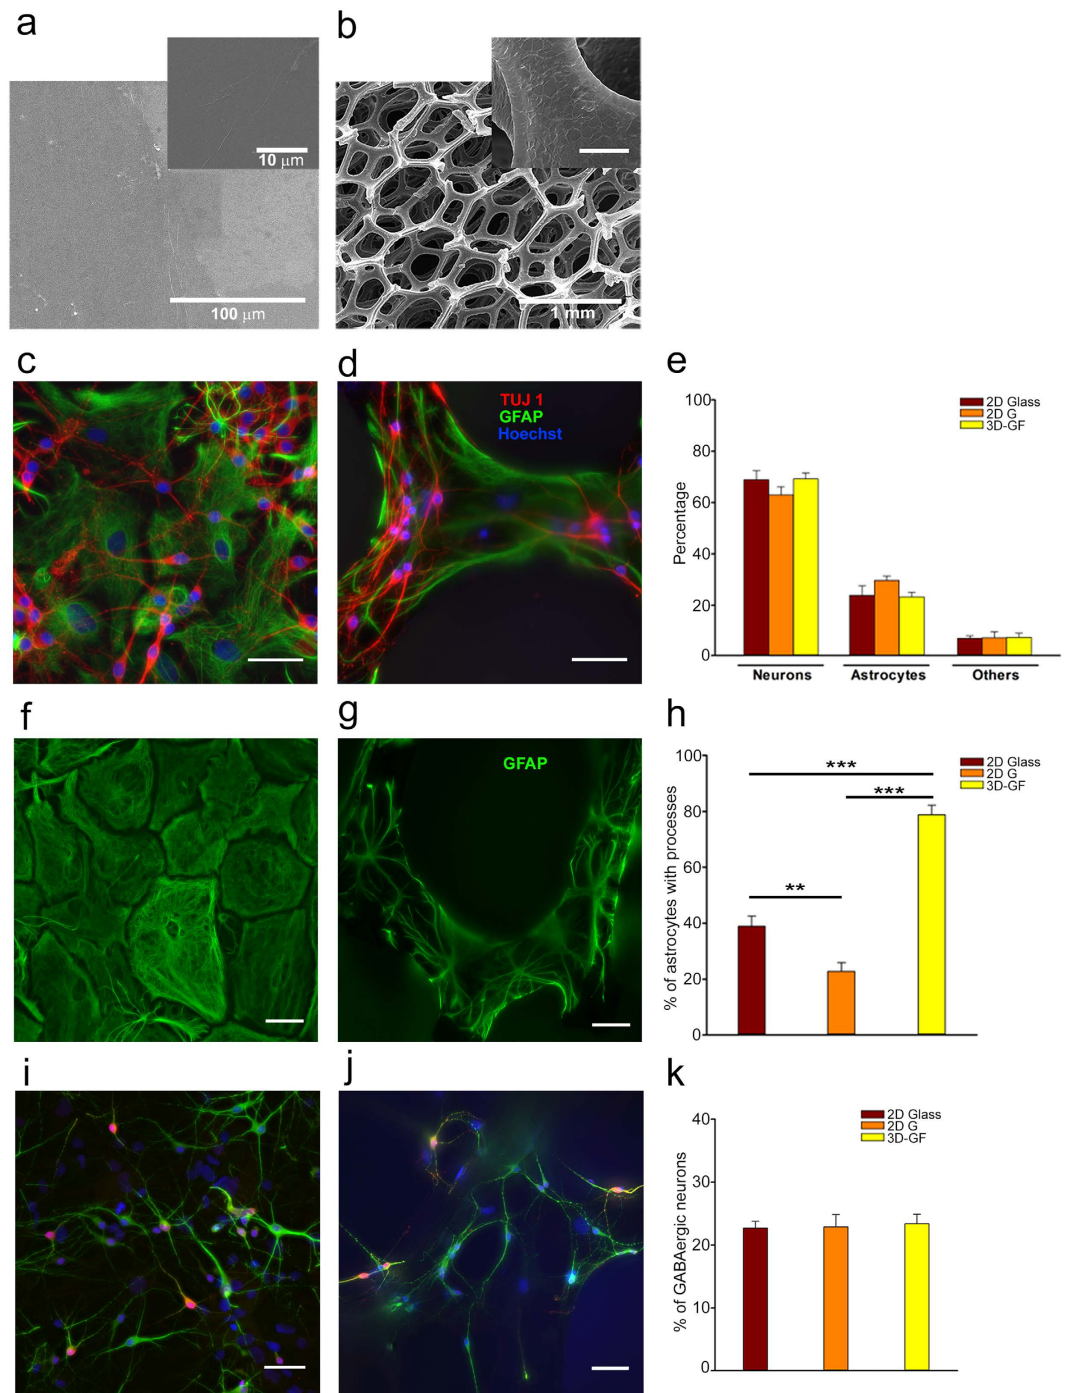 a
b
10 μm
100 μm
1 mm
c
d
e
TUJ 1
GFAP
Hoechst
2D Glass
2D G
3D-GF
Percentage
100
80
60
40
20
0
Neurons
Astrocytes
Others
f
g
h
GFAP
2D Glass
2D G
3D-GF
% of astrocytes with processes
100
80
60
40
20
0
***
***
**
i
j
k
2D Glass
2D G
3D-GF
% of GABAergic neurons
40
30
20
10
0